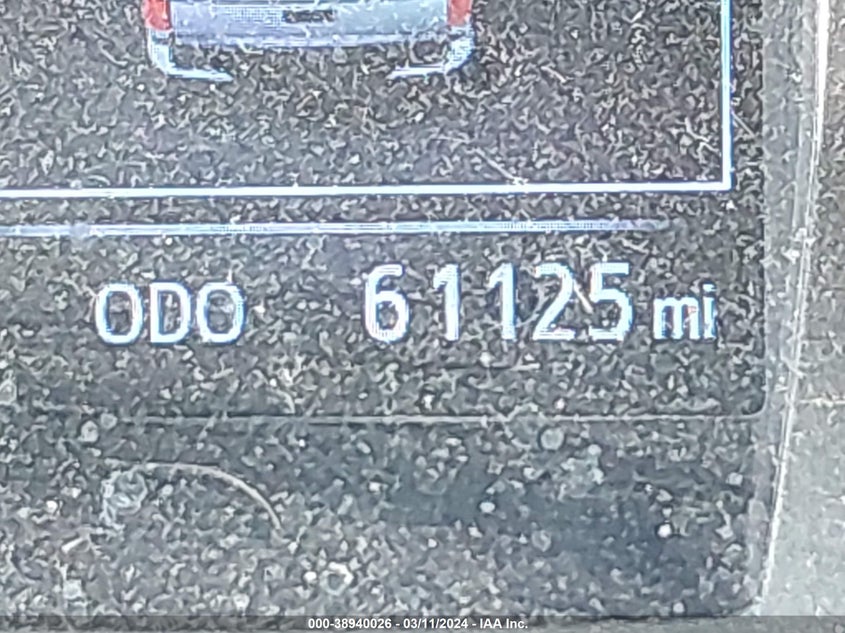 ODO 61125 mi
000-38940026 - 03/11/2024 - IAA Inc.